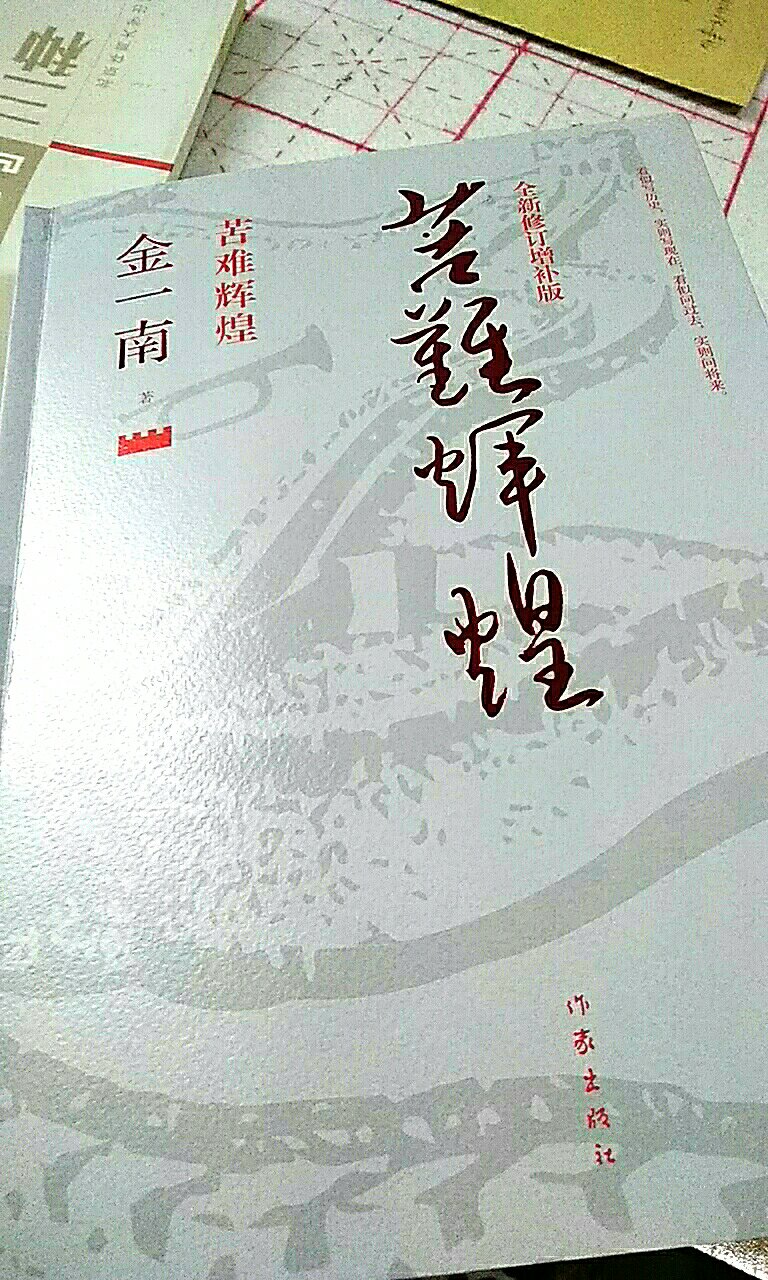 看似写历史，实则写现在；看似问过去，实则问将来。
全新修订增补版
苦難辉煌
苦难辉煌
金一南
著
作家出版社
种